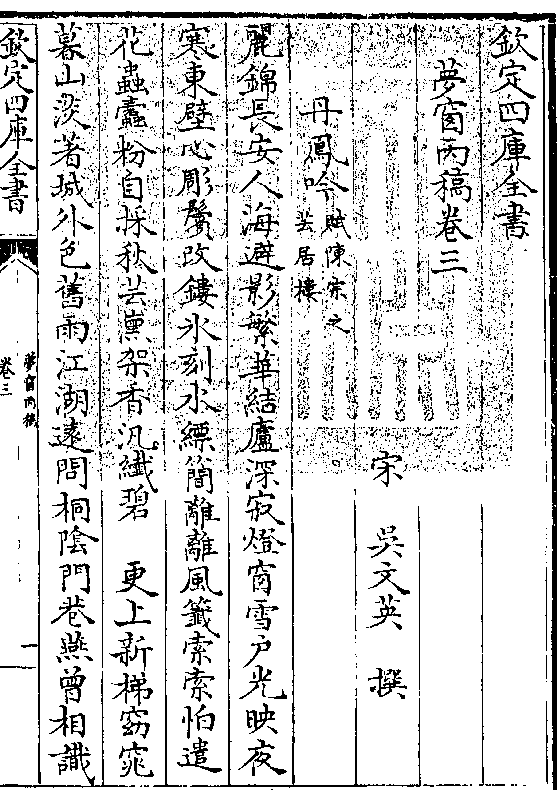 欽定四庫全書
夢窗丙稿卷三
宋　吳文英　撰
丹鳳吟賦陳宗之芸居樓
麗錦長安人海避影繁華結廬深寂燈窗雪户光映夜
寒東壁心彫鬢改鏤氷刻水縹簡離離風籤索索怕遣
花蟲蠧粉自採秋芸熏架香汎纖碧　更上新梯窈窕
暮山淡著城外色舊雨江湖遠問桐陰門巷燕曾相識
欽定四庫全書
夢窗丙稿
卷三
一